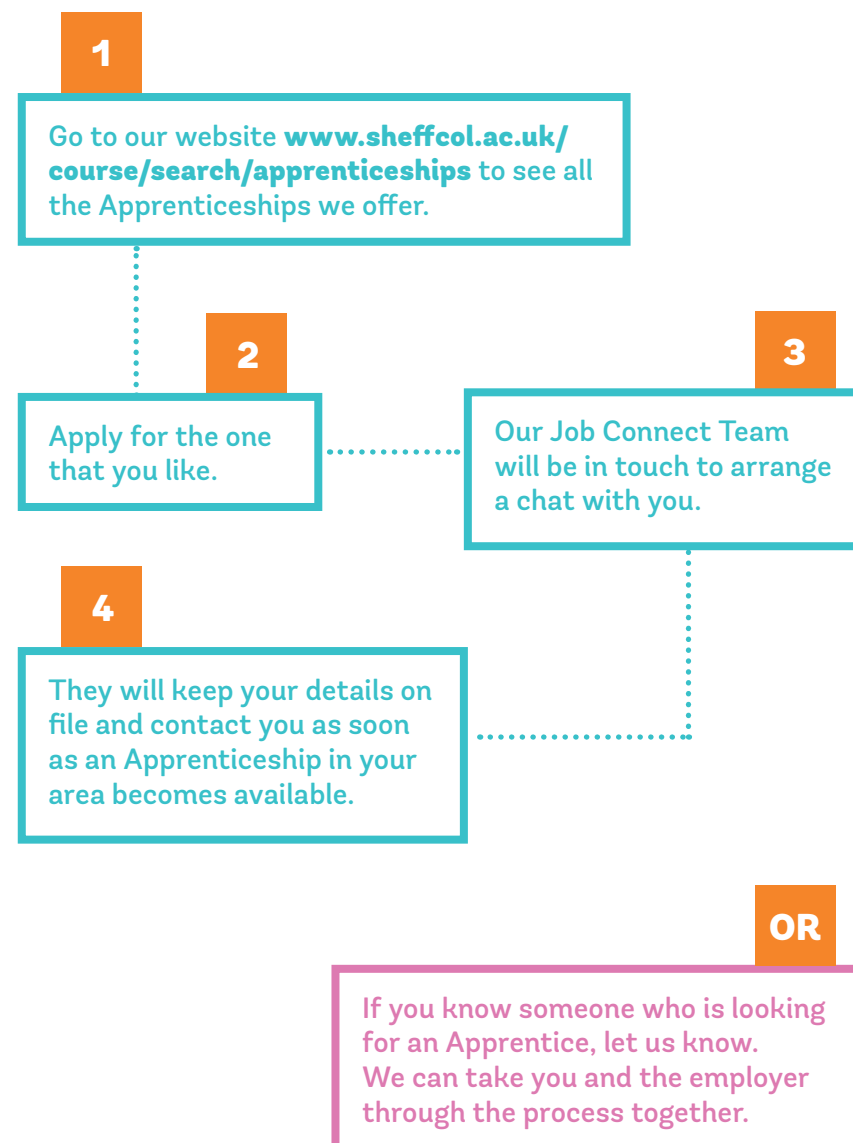 1
Go to our website www.sheffcol.ac.uk/
course/search/apprenticeships to see all
the Apprenticeships we offer.
2
Apply for the one
that you like.
3
Our Job Connect Team
will be in touch to arrange
a chat with you.
4
They will keep your details on
file and contact you as soon
as an Apprenticeship in your
area becomes available.
OR
If you know someone who is looking
for an Apprentice, let us know.
We can take you and the employer
through the process together.